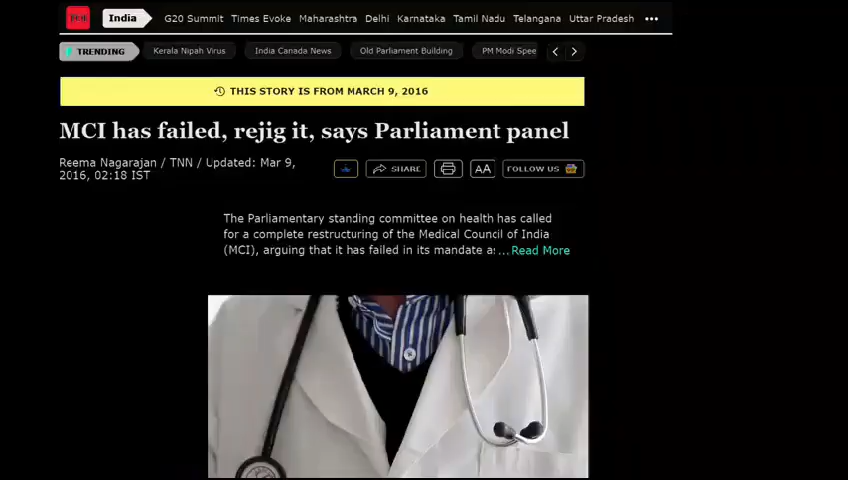 India
G20 Summit Times Evoke Maharashtra Delhi Karnataka Tamil Nadu Telangana Uttar Pradesh
TRENDING Kerala Nipah Virus India Canada News Old Parliament Building PM Modi Spee
THIS STORY IS FROM MARCH 9, 2016
MCI has failed, rejig it, says Parliament panel
Reema Nagarajan / TNN / Updated: Mar 9,
2016, 02:18 IST
SHARE AA FOLLOW US
The Parliamentary standing committee on health has called
for a complete restructuring of the Medical Council of India
(MCI), arguing that it has failed in its mandate a:...Read More